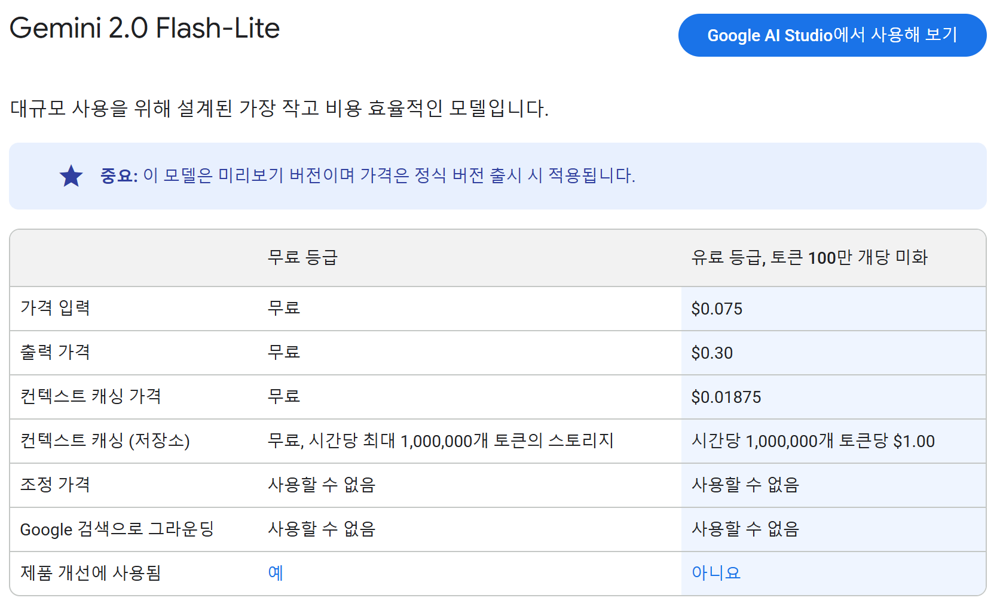 Gemini 2.0 Flash-Lite
Google AI Studio에서 사용해 보기
대규모 사용을 위해 설계된 가장 작고 비용 효율적인 모델입니다.
중요: 이 모델은 미리보기 버전이며 가격은 정식 버전 출시 시 적용됩니다.
무료 등급 유료 등급, 토큰 100만 개당 미화
가격 입력 무료 $0.075
출력 가격 무료 $0.30
컨텍스트 캐싱 가격 무료 $0.01875
컨텍스트 캐싱 (저장소) 무료, 시간당 최대 1,000,000개 토큰의 스토리지 시간당 1,000,000개 토큰당 $1.00
조정 가격 사용할 수 없음 사용할 수 없음
Google 검색으로 그라운딩 사용할 수 없음 사용할 수 없음
제품 개선에 사용됨 예 아니요